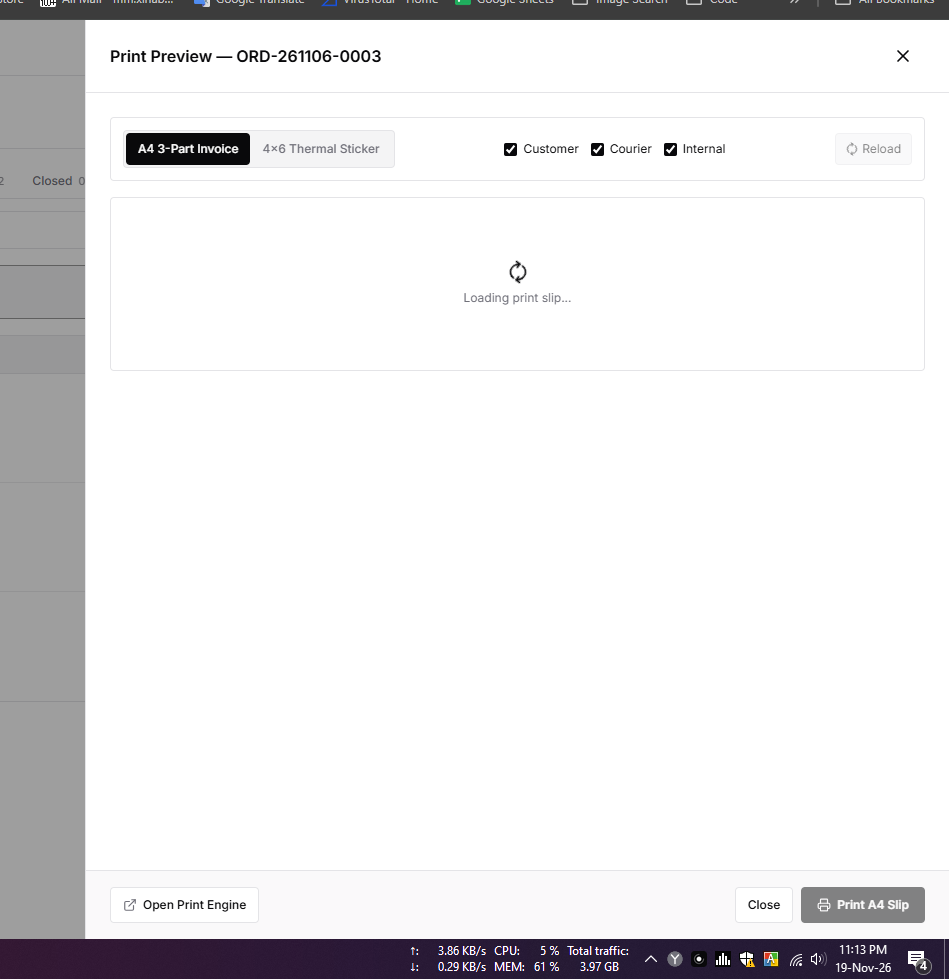 Google Translate
VirusTotal - Home
Google Sheets
Image Search
Code
All Bookmarks
Print Preview — ORD-261106-0003
A4 3-Part Invoice
4×6 Thermal Sticker
Customer
Courier
Internal
Reload
2
Closed 0
Loading print slip...
Open Print Engine
Close
Print A4 Slip
↑: 3.86 KB/s CPU: 5 % Total traffic:
↓: 0.29 KB/s MEM: 61 % 3.97 GB
11:13 PM
19-Nov-26
4